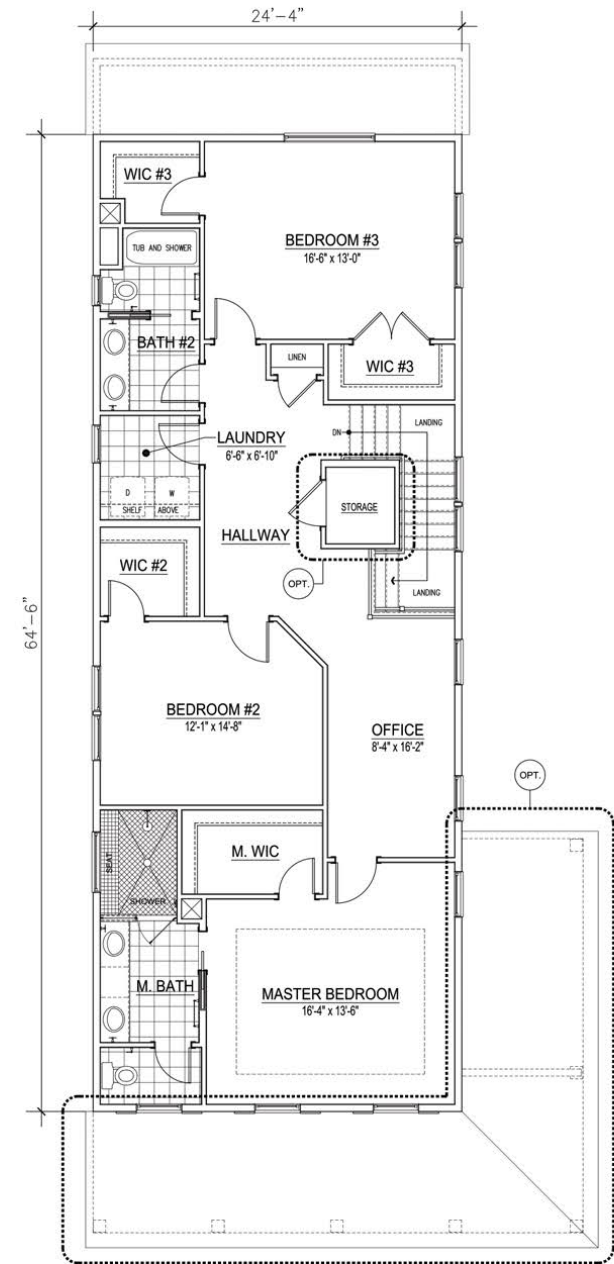 24'-4"
WIC #3
TUB AND SHOWER
BEDROOM #3
16'-6" x 13'-0"
BATH #2
LINEN
WIC #3
LAUNDRY
6'-6" x 6'-10"
DN
LANDING
D
W
SHELF
ABOVE
STORAGE
HALLWAY
OPT.
LANDING
WIC #2
64'-6"
BEDROOM #2
12'-1" x 14'-8"
OFFICE
8'-4" x 16'-2"
OPT.
SEAT
M. WIC
SHOWER
M. BATH
MASTER BEDROOM
16'-4" x 13'-6"